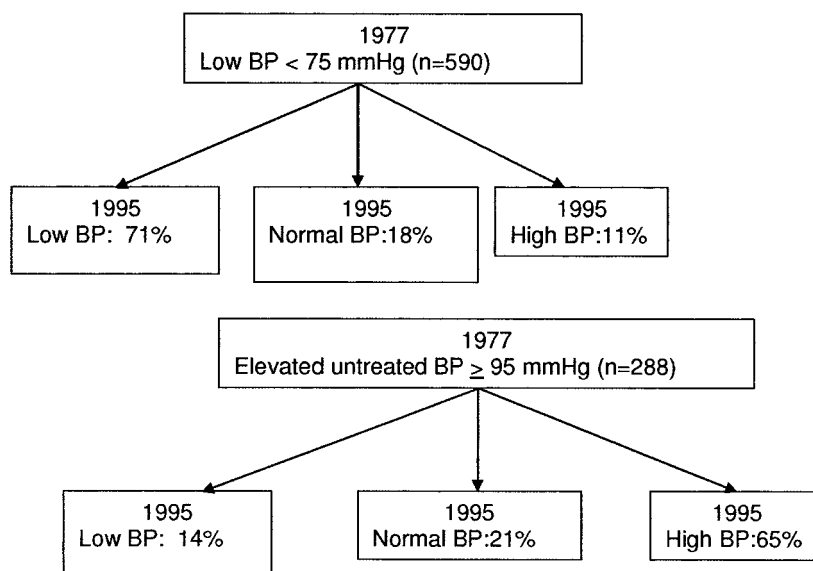 1977
Low BP < 75 mmHg (n=590)
1995
Low BP: 71%
1995
Normal BP:18%
1995
High BP:11%
1977
Elevated untreated BP ≥ 95 mmHg (n=288)
1995
Low BP: 14%
1995
Normal BP:21%
1995
High BP:65%